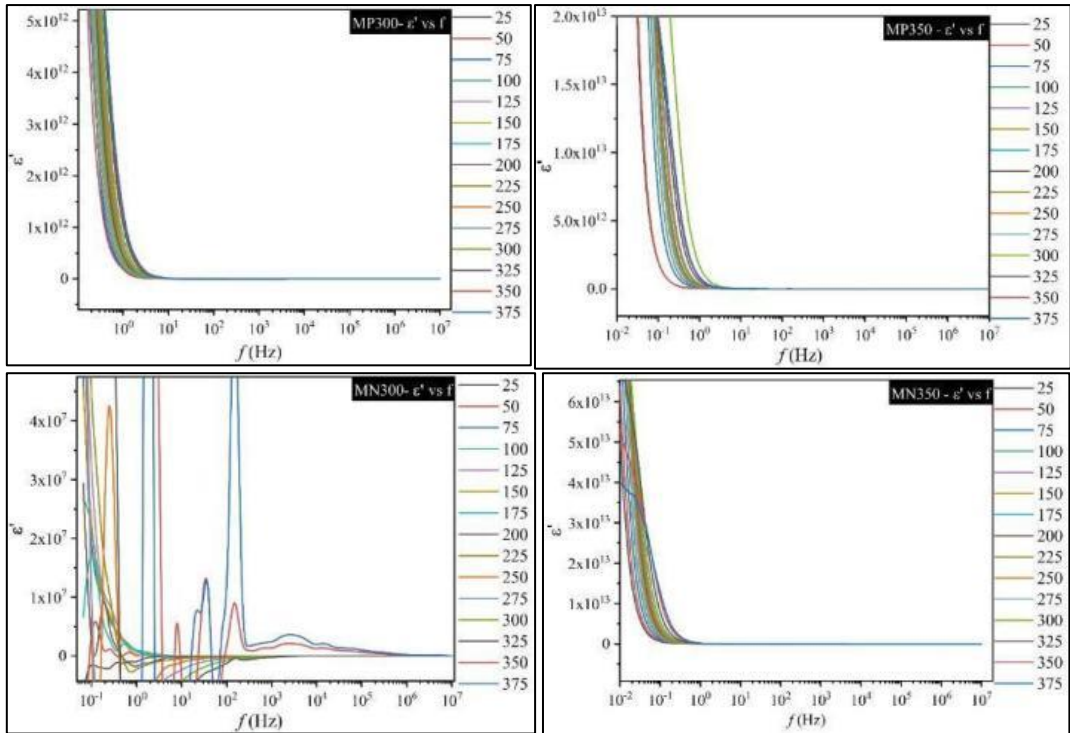 MP300- ε' vs f
5x10¹²
4x10¹²
3x10¹²
2x10¹²
1x10¹²
0
ε'
10⁰ 10¹ 10² 10³ 10⁴ 10⁵ 10⁶ 10⁷
f (Hz)
25
50
75
100
125
150
175
200
225
250
275
300
325
350
375
MP350 - ε' vs f
2.0x10¹³
1.5x10¹³
1.0x10¹³
5.0x10¹²
0.0
ε'
10⁻² 10⁻¹ 10⁰ 10¹ 10² 10³ 10⁴ 10⁵ 10⁶ 10⁷
f (Hz)
25
50
75
100
125
150
175
200
225
250
275
300
325
350
375
MN300- ε' vs f
4x10⁷
3x10⁷
2x10⁷
1x10⁷
0
ε'
10⁻¹ 10⁰ 10¹ 10² 10³ 10⁴ 10⁵ 10⁶ 10⁷
f (Hz)
25
50
75
100
125
150
175
200
225
250
275
300
325
350
375
MN350 - ε' vs f
6x10¹³
5x10¹³
4x10¹³
3x10¹³
2x10¹³
1x10¹³
0
ε'
10⁻² 10⁻¹ 10⁰ 10¹ 10² 10³ 10⁴ 10⁵ 10⁶ 10⁷
f (Hz)
25
50
75
100
125
150
175
200
225
250
275
300
325
350
375